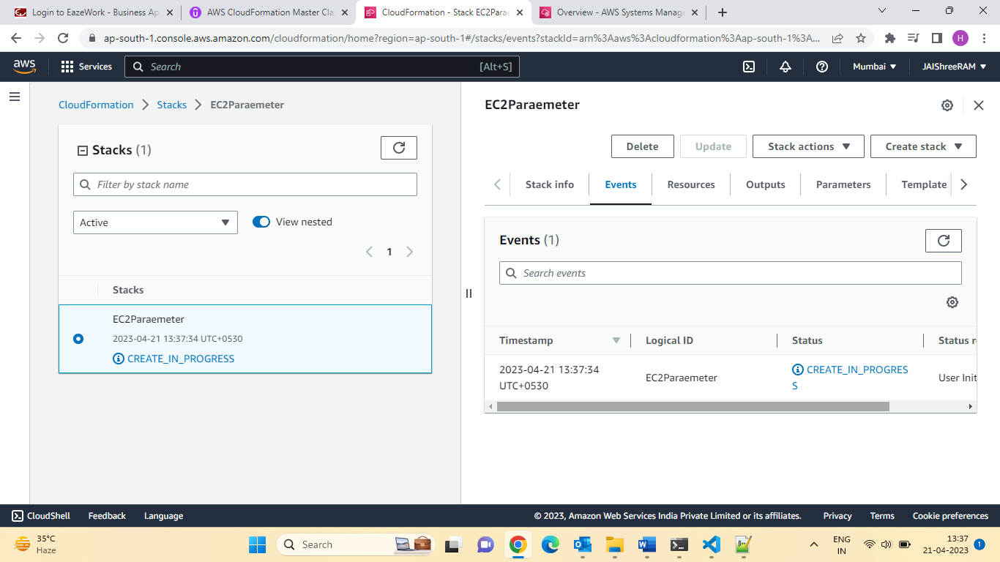 Login to EazeWork - Business Ap
AWS CloudFormation Master Cla
CloudFormation - Stack EC2Parae
Overview - AWS Systems Manage
ap-south-1.console.aws.amazon.com/cloudformation/home?region=ap-south-1#/stacks/events?stackId=arn%3Aaws%3Acloudformation%3Aap-south-1%3A...
H
aws
Services
Search
[Alt+S]
Mumbai
JAIShreeRAM
CloudFormation
Stacks
EC2Paraemeter
Stacks (1)
Filter by stack name
Active
View nested
1
Stacks
EC2Paraemeter
2023-04-21 13:37:34 UTC+0530
CREATE_IN_PROGRESS
EC2Paraemeter
Delete
Update
Stack actions
Create stack
Stack info
Events
Resources
Outputs
Parameters
Template
Events (1)
Search events
Timestamp
Logical ID
Status
Status r
2023-04-21 13:37:34
UTC+0530
EC2Paraemeter
CREATE_IN_PROGRES
S
User Init
CloudShell
Feedback
Language
© 2023, Amazon Web Services India Private Limited or its affiliates.
Privacy
Terms
Cookie preferences
35°C
Haze
Search
ENG
IN
13:37
21-04-2023
1